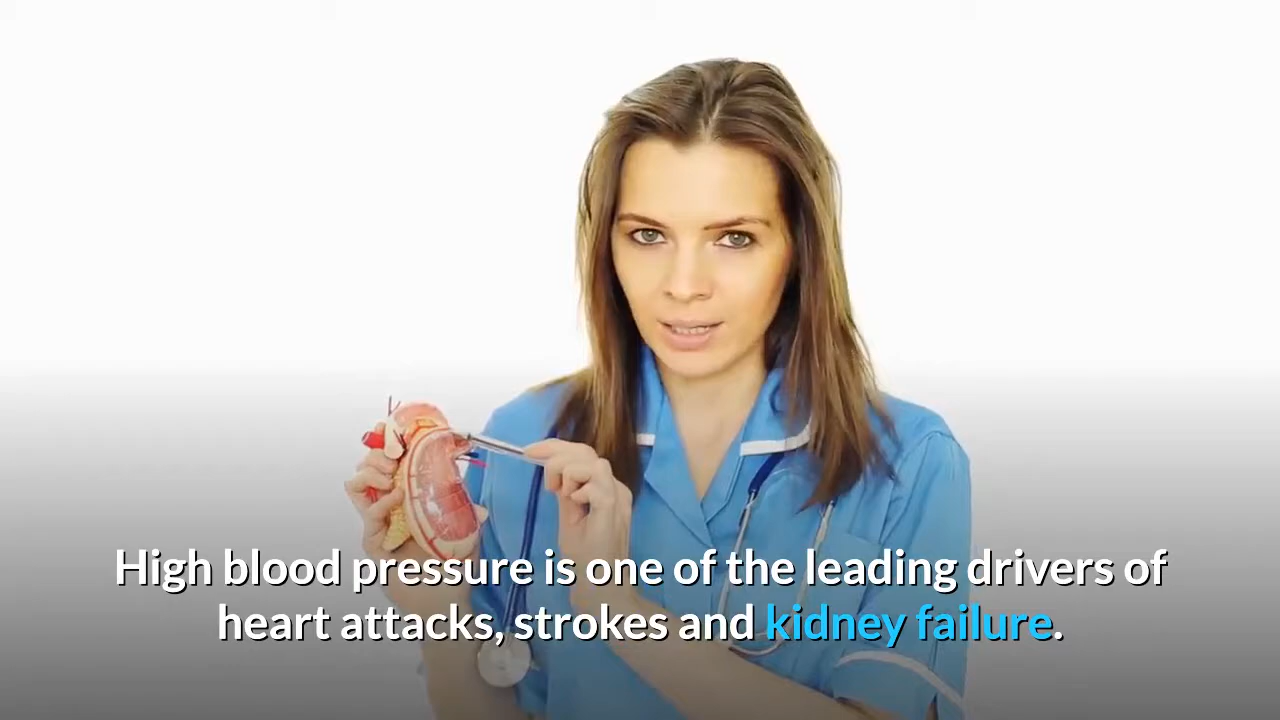 High blood pressure is one of the leading drivers of
heart attacks, strokes and kidney failure.